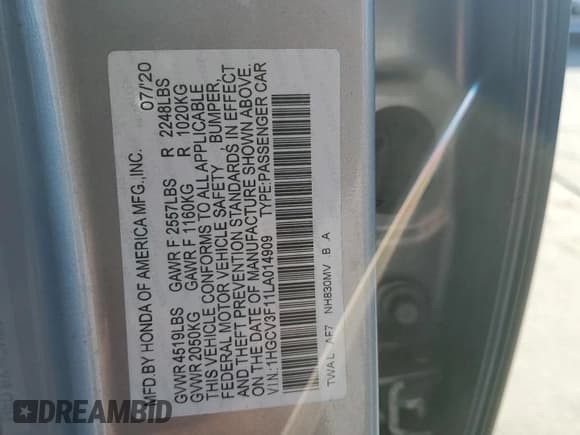 MFD.BY HONDA OF AMERICA MFG.,INC. 07/20
GVWR 4519LBS GAWR F 2557LBS R 2248LBS
GVWR 2050KG GAWR F 1160KG R 1020KG
THIS VEHICLE CONFORMS TO ALL APPLICABLE
FEDERAL MOTOR VEHICLE SAFETY , BUMPER,
AND THEFT PREVENTION STANDARDS IN EFFECT
ON THE DATE OF MANUFACTURE SHOWN ABOVE.
VIN:1HGCV3F11LA014909 TYPE:PASSENGER CAR
TWAL AF7 NH830MV B A
DREAMBID